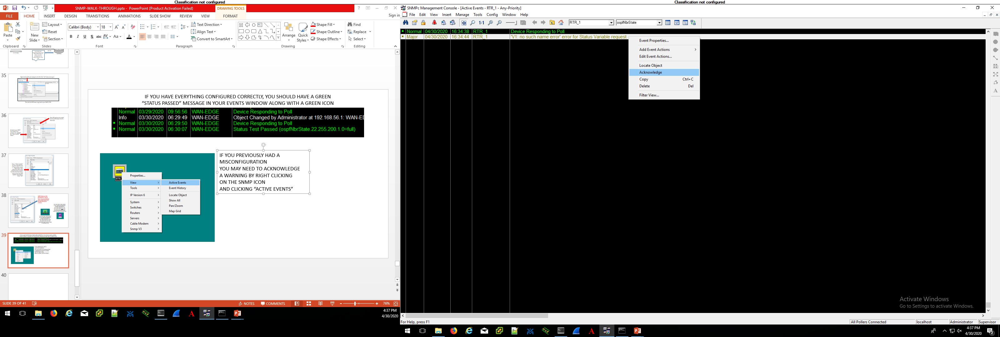 Classification not configured
SNMP-WALK-THROUGH.pptx - PowerPoint (Product Activation Failed)
DRAWING TOOLS
FILE HOME INSERT DESIGN TRANSITIONS ANIMATIONS SLIDE SHOW REVIEW VIEW FORMAT
Sign in
Paste
New
Slide
Layout
Reset
Section
Calibri (Body) 18
B I U S abc AV Aa A
Text Direction
Align Text
Convert to SmartArt
Arrange
Quick
Styles
Shape Fill
Shape Outline
Shape Effects
Find
Replace
Select
Clipboard Slides Font Paragraph Drawing Editing
35
36
37
38
39
40
IF YOU HAVE EVERYTHING CONFIGURED CORRECTLY, YOU SHOULD HAVE A GREEN
“STATUS PASSED” MESSAGE IN YOUR EVENTS WINDOW ALONG WITH A GREEN ICON
Normal 03/29/2020 09:56:56 WAN-EDGE Device Responding to Poll
Info 03/30/2020 06:29:49 WAN-EDGE Object Changed by Administrator at 192.168.56.1: WAN-ED
Normal 03/30/2020 06:29:50 WAN-EDGE Device Responding to Poll
Normal 03/30/2020 06:30:07 WAN-EDGE Status Test Passed (ospfNbrState.22.255.200.1.0=full)
RTR
Properties...
View
Tools
IP Version 6
System
Switches
Routers
Servers
Cable Modem
Snmp V3
Active Events
Event History
Locate Object
Show All
Pan/Zoom
Map Grid
IF YOU PREVIOUSLY HAD A
MISCONFIGURATION
YOU MAY NEED TO ACKNOWLEDGE
A WARNING BY RIGHT CLICKING
ON THE SNMP ICON
AND CLICKING “ACTIVE EVENTS”
SLIDE 39 OF 41
NOTES
COMMENTS
76%
4:37 PM
4/30/2020
Classification not configured
SNMPc Management Console - [Active Events - RTR_1 - Any-Priority]
File Edit View Insert Manage Tools Config Window Help
1:1
RTR_1
ospfNbrState
Normal 04/30/2020 16:34:38 RTR_1 Device Responding to Poll
Major 04/30/2020 16:34:44 RTR_1 'V1: no such name error' error for Status Variable request
Event Properties...
Add Event Actions
Edit Event Actions...
Locate Object
Acknowledge
Copy Ctrl+C
Delete Del
Filter View...
Activate Windows
Go to Settings to activate Windows.
For Help, press F1
All Pollers Connected
localhost
Administrator
Supervisor
4:37 PM
4/30/2020
2